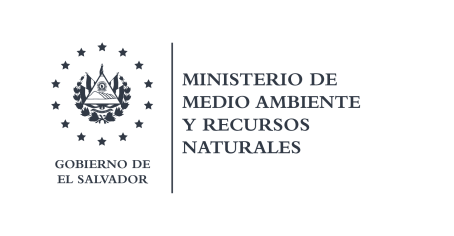 GOBIERNO DE
EL SALVADOR
MINISTERIO DE
MEDIO AMBIENTE
Y RECURSOS
NATURALES